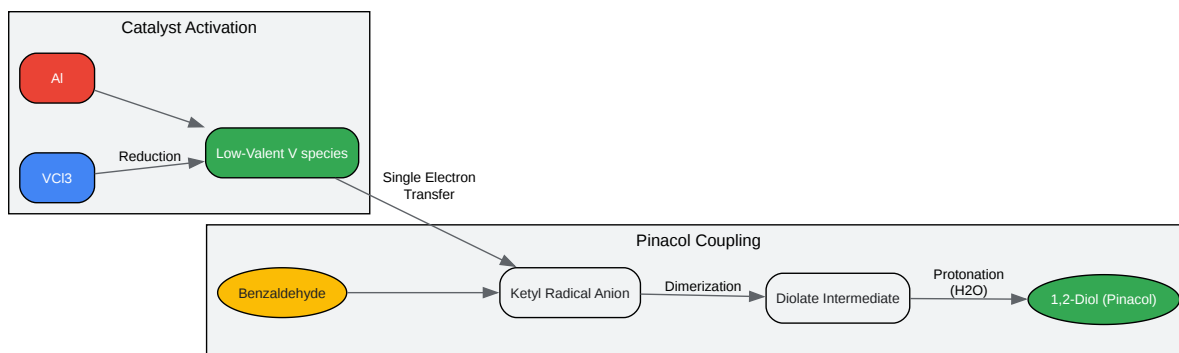 Catalyst Activation
Al
Low-Valent V species
Reduction
VCl3
Single Electron
Transfer
Pinacol Coupling
Benzaldehyde
Ketyl Radical Anion
Dimerization
Diolate Intermediate
Protonation
(H2O)
1,2-Diol (Pinacol)